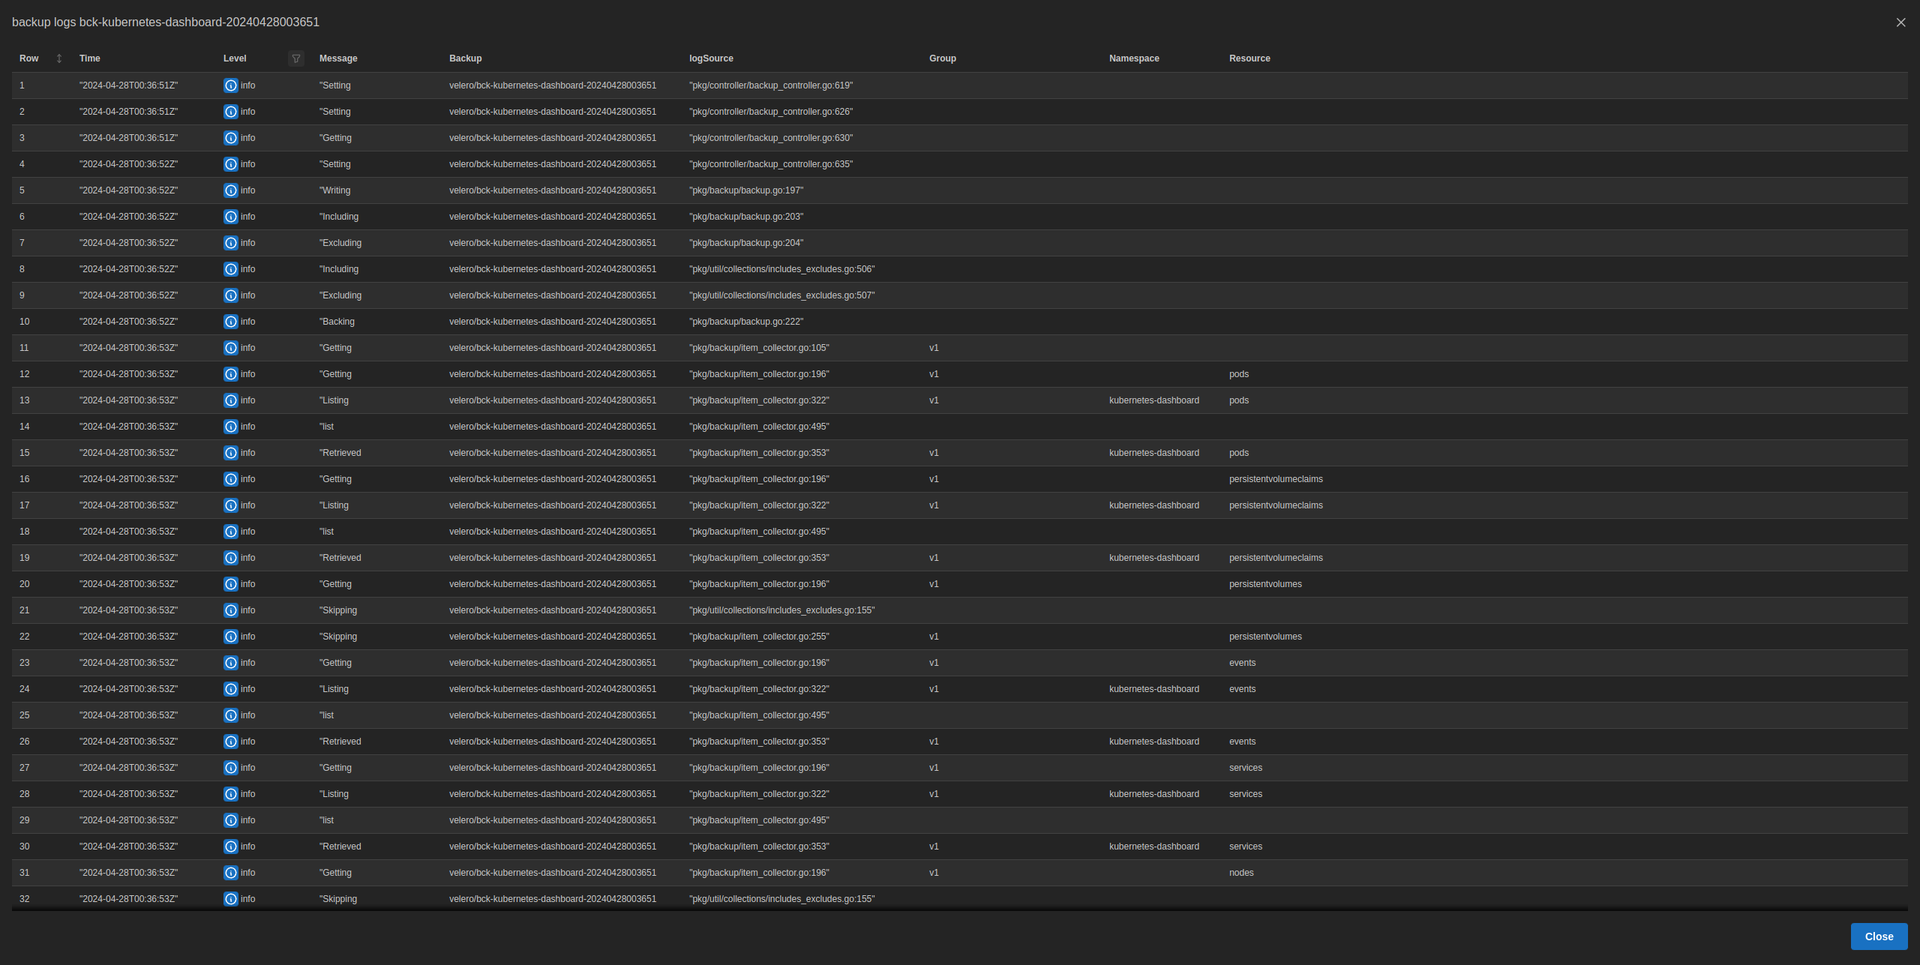 backup logs bck-kubernetes-dashboard-20240428003651
Row Time Level Message Backup logSource Group Namespace Resource
1 "2024-04-28T00:36:51Z" info "Setting velero/bck-kubernetes-dashboard-20240428003651 "pkg/controller/backup_controller.go:619"
2 "2024-04-28T00:36:51Z" info "Setting velero/bck-kubernetes-dashboard-20240428003651 "pkg/controller/backup_controller.go:626"
3 "2024-04-28T00:36:51Z" info "Getting velero/bck-kubernetes-dashboard-20240428003651 "pkg/controller/backup_controller.go:630"
4 "2024-04-28T00:36:52Z" info "Setting velero/bck-kubernetes-dashboard-20240428003651 "pkg/controller/backup_controller.go:635"
5 "2024-04-28T00:36:52Z" info "Writing velero/bck-kubernetes-dashboard-20240428003651 "pkg/backup/backup.go:197"
6 "2024-04-28T00:36:52Z" info "Including velero/bck-kubernetes-dashboard-20240428003651 "pkg/backup/backup.go:203"
7 "2024-04-28T00:36:52Z" info "Excluding velero/bck-kubernetes-dashboard-20240428003651 "pkg/backup/backup.go:204"
8 "2024-04-28T00:36:52Z" info "Including velero/bck-kubernetes-dashboard-20240428003651 "pkg/util/collections/includes_excludes.go:506"
9 "2024-04-28T00:36:52Z" info "Excluding velero/bck-kubernetes-dashboard-20240428003651 "pkg/util/collections/includes_excludes.go:507"
10 "2024-04-28T00:36:52Z" info "Backing velero/bck-kubernetes-dashboard-20240428003651 "pkg/backup/backup.go:222"
11 "2024-04-28T00:36:53Z" info "Getting velero/bck-kubernetes-dashboard-20240428003651 "pkg/backup/item_collector.go:105" v1
12 "2024-04-28T00:36:53Z" info "Getting velero/bck-kubernetes-dashboard-20240428003651 "pkg/backup/item_collector.go:196" v1 pods
13 "2024-04-28T00:36:53Z" info "Listing velero/bck-kubernetes-dashboard-20240428003651 "pkg/backup/item_collector.go:322" v1 kubernetes-dashboard pods
14 "2024-04-28T00:36:53Z" info "list velero/bck-kubernetes-dashboard-20240428003651 "pkg/backup/item_collector.go:495"
15 "2024-04-28T00:36:53Z" info "Retrieved velero/bck-kubernetes-dashboard-20240428003651 "pkg/backup/item_collector.go:353" v1 kubernetes-dashboard pods
16 "2024-04-28T00:36:53Z" info "Getting velero/bck-kubernetes-dashboard-20240428003651 "pkg/backup/item_collector.go:196" v1 persistentvolumeclaims
17 "2024-04-28T00:36:53Z" info "Listing velero/bck-kubernetes-dashboard-20240428003651 "pkg/backup/item_collector.go:322" v1 kubernetes-dashboard persistentvolumeclaims
18 "2024-04-28T00:36:53Z" info "list velero/bck-kubernetes-dashboard-20240428003651 "pkg/backup/item_collector.go:495"
19 "2024-04-28T00:36:53Z" info "Retrieved velero/bck-kubernetes-dashboard-20240428003651 "pkg/backup/item_collector.go:353" v1 kubernetes-dashboard persistentvolumeclaims
20 "2024-04-28T00:36:53Z" info "Getting velero/bck-kubernetes-dashboard-20240428003651 "pkg/backup/item_collector.go:196" v1 persistentvolumes
21 "2024-04-28T00:36:53Z" info "Skipping velero/bck-kubernetes-dashboard-20240428003651 "pkg/util/collections/includes_excludes.go:155"
22 "2024-04-28T00:36:53Z" info "Skipping velero/bck-kubernetes-dashboard-20240428003651 "pkg/backup/item_collector.go:255" v1 persistentvolumes
23 "2024-04-28T00:36:53Z" info "Getting velero/bck-kubernetes-dashboard-20240428003651 "pkg/backup/item_collector.go:196" v1 events
24 "2024-04-28T00:36:53Z" info "Listing velero/bck-kubernetes-dashboard-20240428003651 "pkg/backup/item_collector.go:322" v1 kubernetes-dashboard events
25 "2024-04-28T00:36:53Z" info "list velero/bck-kubernetes-dashboard-20240428003651 "pkg/backup/item_collector.go:495"
26 "2024-04-28T00:36:53Z" info "Retrieved velero/bck-kubernetes-dashboard-20240428003651 "pkg/backup/item_collector.go:353" v1 kubernetes-dashboard events
27 "2024-04-28T00:36:53Z" info "Getting velero/bck-kubernetes-dashboard-20240428003651 "pkg/backup/item_collector.go:196" v1 services
28 "2024-04-28T00:36:53Z" info "Listing velero/bck-kubernetes-dashboard-20240428003651 "pkg/backup/item_collector.go:322" v1 kubernetes-dashboard services
29 "2024-04-28T00:36:53Z" info "list velero/bck-kubernetes-dashboard-20240428003651 "pkg/backup/item_collector.go:495"
30 "2024-04-28T00:36:53Z" info "Retrieved velero/bck-kubernetes-dashboard-20240428003651 "pkg/backup/item_collector.go:353" v1 kubernetes-dashboard services
31 "2024-04-28T00:36:53Z" info "Getting velero/bck-kubernetes-dashboard-20240428003651 "pkg/backup/item_collector.go:196" v1 nodes
32 "2024-04-28T00:36:53Z" info "Skipping velero/bck-kubernetes-dashboard-20240428003651 "pkg/util/collections/includes_excludes.go:155"
Close